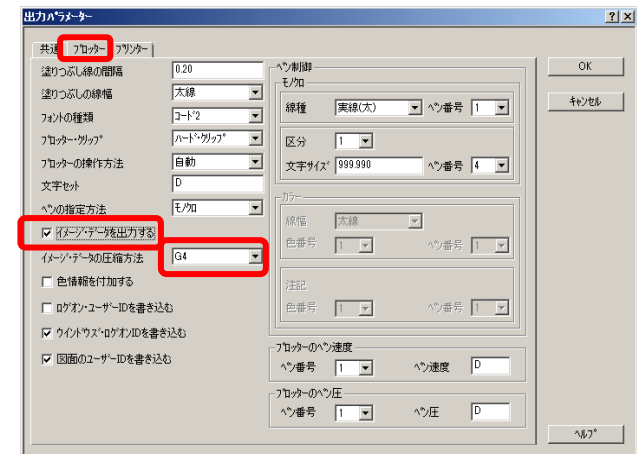 出力ﾊﾟﾗﾒｰﾀｰ
共通 ﾌﾟﾛｯﾀｰ ﾌﾟﾘﾝﾀｰ
塗りつぶし線の間隔 0.20
塗りつぶしの線幅 太線
ﾌｫﾝﾄの種類 ｺｰﾄﾞ2
ﾌﾟﾛｯﾀｰ･ｸﾘｯﾌﾟ ﾊｰﾄﾞ･ｸﾘｯﾌﾟ
ﾌﾟﾛｯﾀｰの操作方法 自動
文字セット D
ﾍﾟﾝの指定方法 ﾓﾉｸﾛ
ｲﾒｰｼﾞ･ﾃﾞｰﾀを出力する
ｲﾒｰｼﾞ･ﾃﾞｰﾀの圧縮方法 G4
色情報を付加する
ﾛｸﾞｵﾝ･ﾕｰｻﾞｰIDを書き込む
ｳｲﾝﾄﾞｳｽﾞ･ﾛｸﾞｵﾝIDを書き込む
図面のﾕｰｻﾞｰIDを書き込む
ﾍﾟﾝ制御
ﾓﾉｸﾛ
線種 実線(太) ﾍﾟﾝ番号 1
区分 1
文字ｻｲｽﾞ 999.990 ﾍﾟﾝ番号 4
ｶﾗｰ
線幅 太線
色番号 1 ﾍﾟﾝ番号 1
注記
色番号 1 ﾍﾟﾝ番号 1
ﾌﾟﾛｯﾀｰのﾍﾟﾝ速度
ﾍﾟﾝ番号 1 ﾍﾟﾝ速度 D
ﾌﾟﾛｯﾀｰのﾍﾟﾝ圧
ﾍﾟﾝ番号 1 ﾍﾟﾝ圧 D
OK
ｷｬﾝｾﾙ
ﾍﾙﾌﾟ